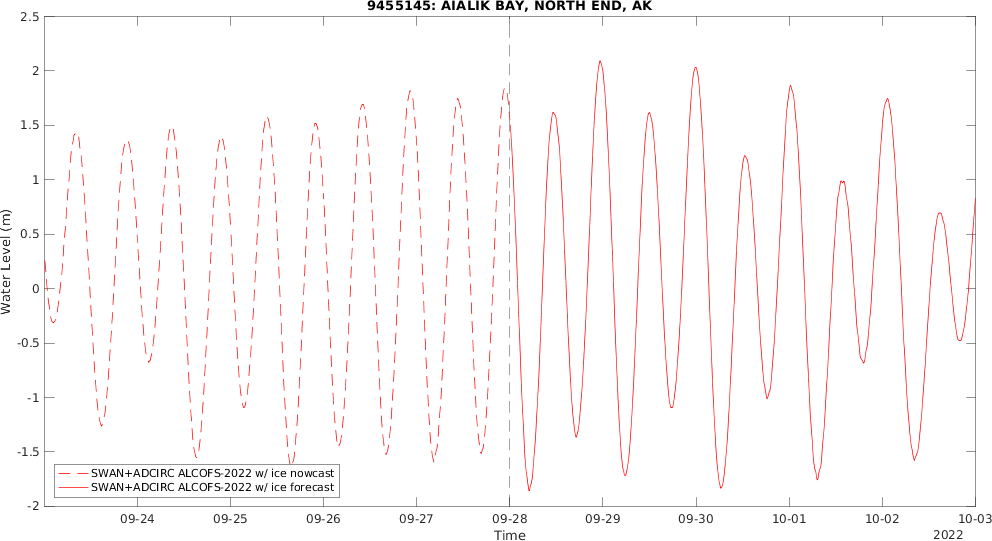 9455145: AIALIK BAY, NORTH END, AK
Water Level (m)
2.5
2
1.5
1
0.5
0
-0.5
-1
-1.5
-2
SWAN+ADCIRC ALCOFS-2022 w/ ice nowcast
SWAN+ADCIRC ALCOFS-2022 w/ ice forecast
09-24 09-25 09-26 09-27 09-28 09-29 09-30 10-01 10-02 10-03
Time
2022